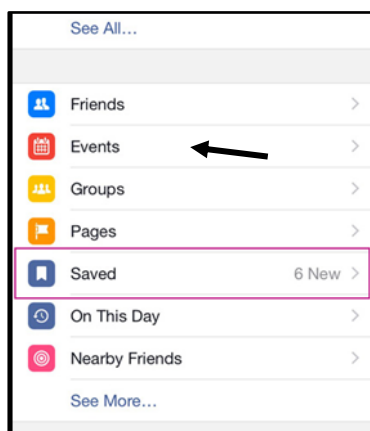 See All...
Friends
Events
Groups
Pages
Saved 6 New
On This Day
Nearby Friends
See More...